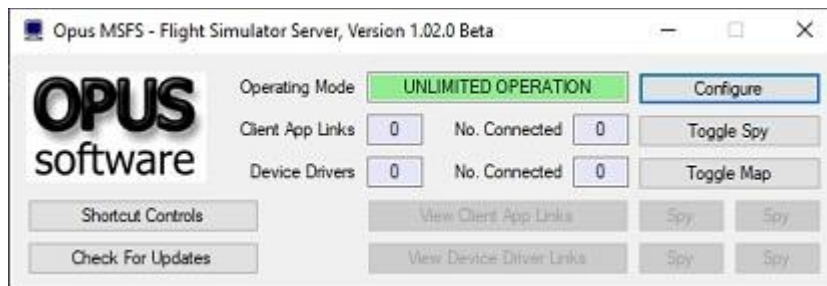 Opus MSFS - Flight Simulator Server, Version 1.02.0 Beta
OPUS
software
Operating Mode UNLIMITED OPERATION Configure
Client App Links 0 No. Connected 0 Toggle Spy
Device Drivers 0 No. Connected 0 Toggle Map
Shortcut Controls View Client App Links Spy Spy
Check For Updates View Device Driver Links Spy Spy